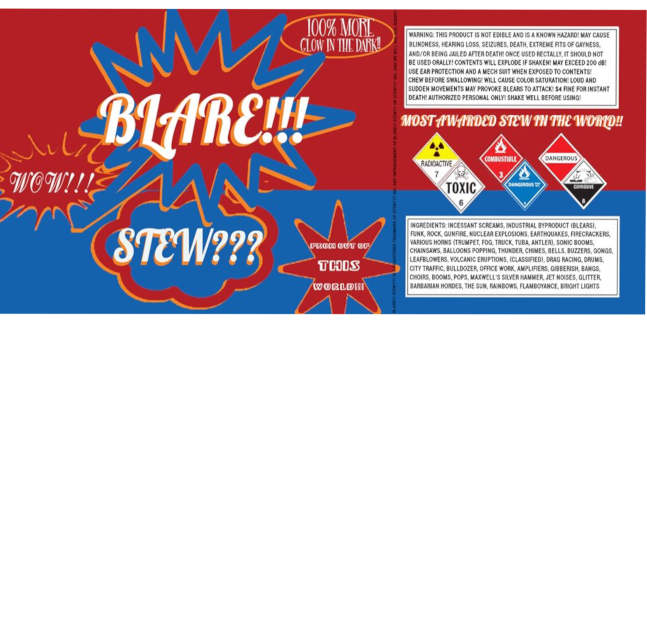 100% MORE
GLOW IN THE DARK!!
BLARE!!!
WOW!!!
STEW???
FROM OUT OF
THIS
WORLD!!!
WARNING: THIS PRODUCT IS NOT EDIBLE AND IS A KNOWN HAZARD! MAY CAUSE
BLINDNESS, HEARING LOSS, SEIZURES, DEATH, EXTREME FITS OF GAYNESS,
AND/OR BEING JAILED AFTER DEATH! ONCE USED RECTALLY, IT SHOULD NOT
BE USED ORALLY! CONTENTS WILL EXPLODE IF SHAKEN! MAY EXCEED 200 dB!
USE EAR PROTECTION AND A MECH SUIT WHEN EXPOSED TO CONTENTS!
CHEW BEFORE SWALLOWING! WILL CAUSE COLOR SATURATION! LOUD AND
SUDDEN MOVEMENTS MAY PROVOKE BLEARS TO ATTACK! $4 FINE FOR INSTANT
DEATH! AUTHORIZED PERSONAL ONLY! SHAKE WELL BEFORE USING!
MOST AWARDED STEW IN THE WORLD!!
RADIOACTIVE
7
TOXIC
6
COMBUSTIBLE
3
DANGEROUS
DANGEROUS
CORROSIVE
8
INGREDIENTS: INCESSANT SCREAMS, INDUSTRIAL BYPRODUCT (BLEARS),
FUNK, ROCK, GUNFIRE, NUCLEAR EXPLOSIONS, EARTHQUAKES, FIRECRACKERS,
VARIOUS HORNS (TRUMPET, FOG, TRUCK, TUBA, ANTLER), SONIC BOOMS,
CHAINSAWS, BALLOONS POPPING, THUNDER, CHIMES, BELLS, BUZZERS, GONGS,
LEAFBLOWERS, VOLCANIC ERUPTIONS, (CLASSIFIED), DRAG RACING, DRUMS,
CITY TRAFFIC, BULLDOZER, OFFICE WORK, AMPLIFIERS, GIBBERISH, BANGS,
CHOIRS, BOOMS, POPS, MAXWELL'S SILVER HAMMER, JET NOISES, GLITTER,
BARBARIAN HORDES, THE SUN, RAINBOWS, FLAMBOYANCE, BRIGHT LIGHTS